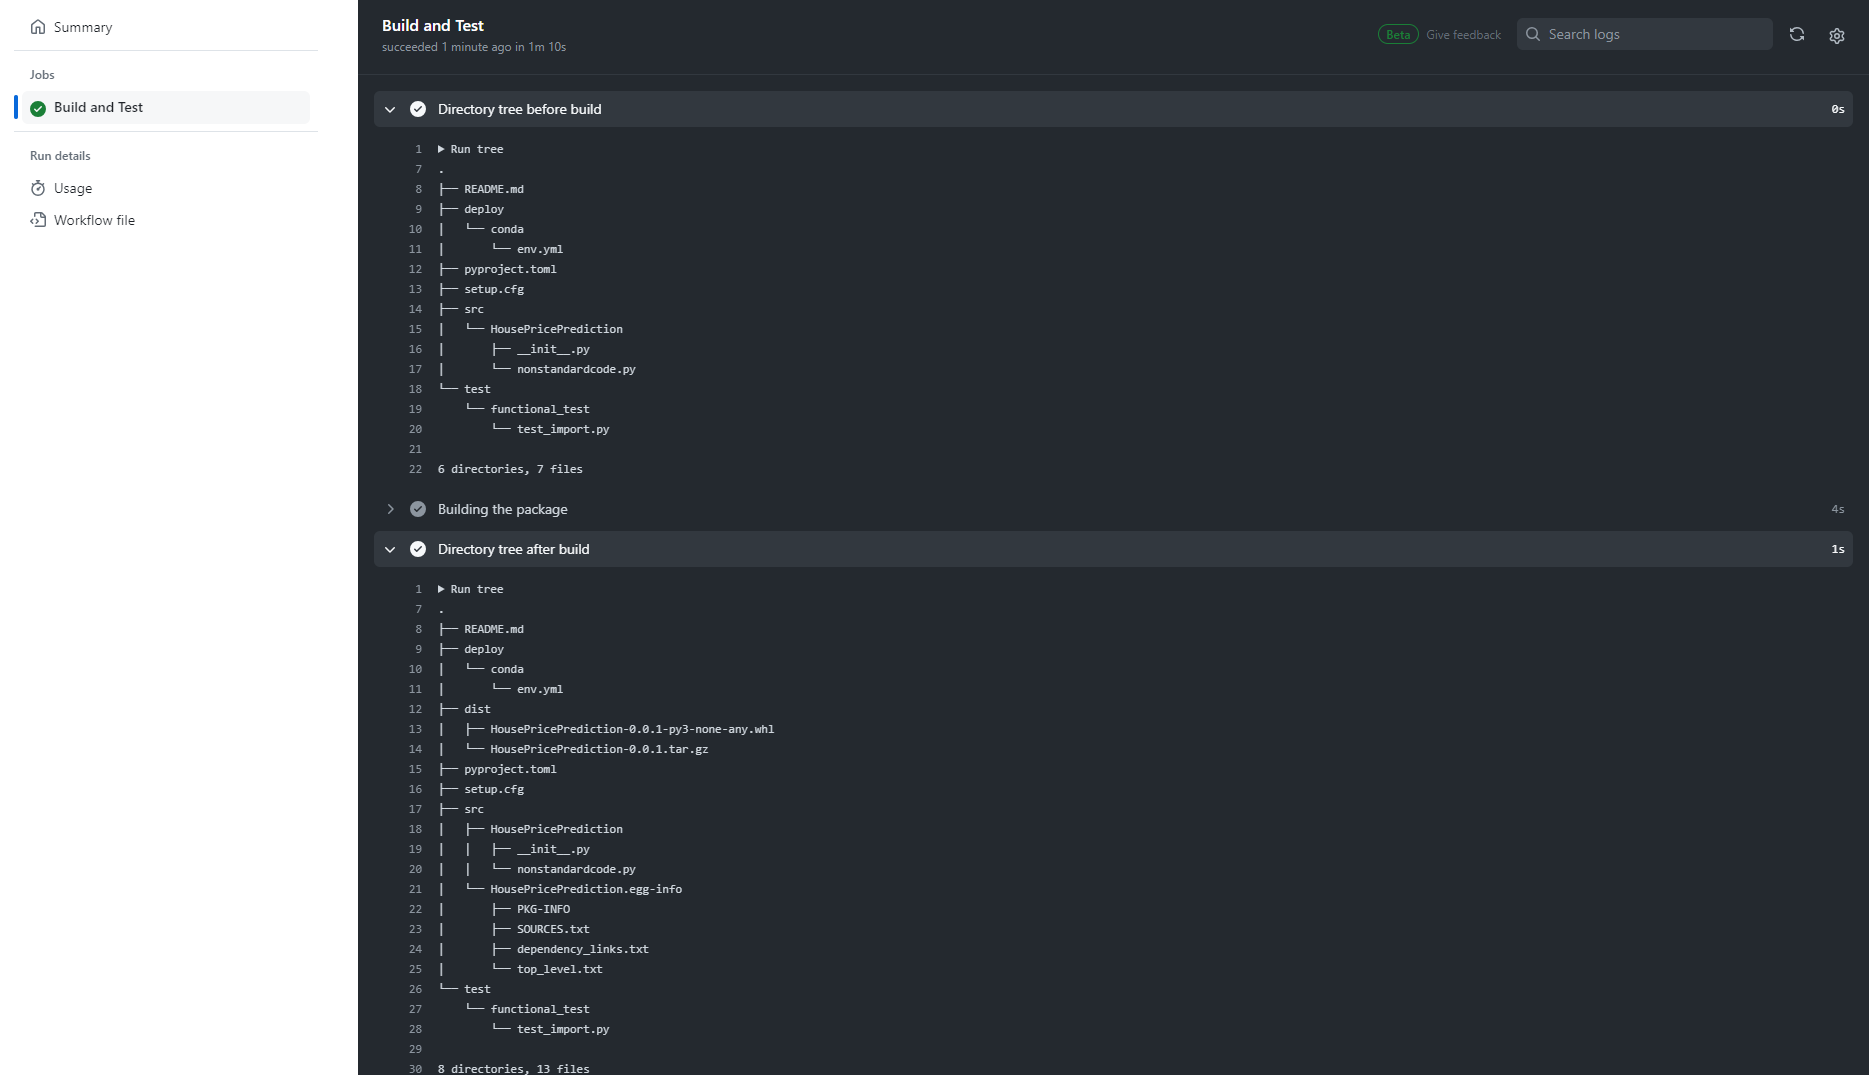 Summary
Jobs
Build and Test
Run details
Usage
Workflow file
Build and Test
succeeded 1 minute ago in 1m 10s
Beta Give feedback
Search logs
Directory tree before build 0s
1 ▶ Run tree
7 .
8 ├── README.md
9 ├── deploy
10 │   └── conda
11 │       └── env.yml
12 ├── pyproject.toml
13 ├── setup.cfg
14 ├── src
15 │   └── HousePricePrediction
16 │       ├── __init__.py
17 │       └── nonstandardcode.py
18 └── test
19     └── functional_test
20         └── test_import.py
21
22 6 directories, 7 files
Building the package 4s
Directory tree after build 1s
1 ▶ Run tree
7 .
8 ├── README.md
9 ├── deploy
10 │   └── conda
11 │       └── env.yml
12 ├── dist
13 │   ├── HousePricePrediction-0.0.1-py3-none-any.whl
14 │   └── HousePricePrediction-0.0.1.tar.gz
15 ├── pyproject.toml
16 ├── setup.cfg
17 ├── src
18 │   ├── HousePricePrediction
19 │   │   ├── __init__.py
20 │   │   └── nonstandardcode.py
21 │   └── HousePricePrediction.egg-info
22 │       ├── PKG-INFO
23 │       ├── SOURCES.txt
24 │       ├── dependency_links.txt
25 │       └── top_level.txt
26 └── test
27     └── functional_test
28         └── test_import.py
29
30 8 directories, 13 files